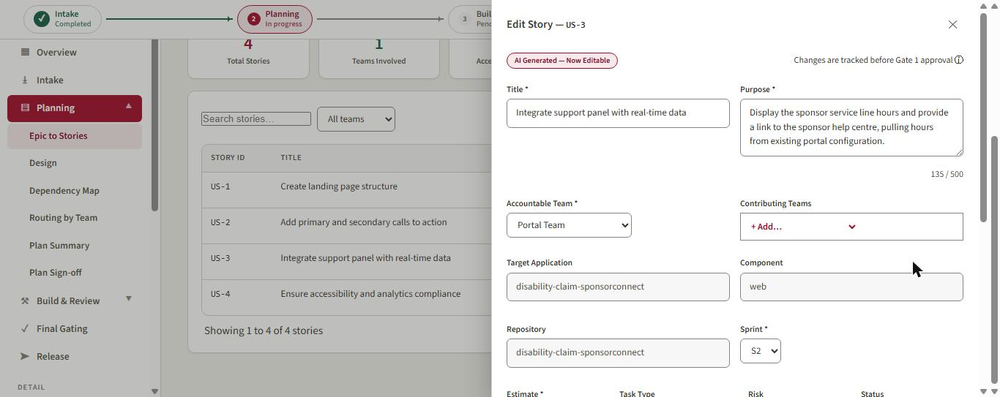 Intake
Completed
2
Planning
In progress
3
Overview
Intake
Planning
Epic to Stories
Design
Dependency Map
Routing by Team
Plan Summary
Plan Sign-off
Build & Review
Final Gating
Release
DETAIL
4
Total Stories
1
Teams Involved
Search stories...
All teams
STORY ID TITLE
US-1 Create landing page structure
US-2 Add primary and secondary calls to action
US-3 Integrate support panel with real-time data
US-4 Ensure accessibility and analytics compliance
Showing 1 to 4 of 4 stories
Edit Story — US-3
AI Generated — Now Editable
Changes are tracked before Gate 1 approval
Title *
Integrate support panel with real-time data
Purpose *
Display the sponsor service line hours and provide
a link to the sponsor help centre, pulling hours
from existing portal configuration.
135 / 500
Accountable Team *
Portal Team
Contributing Teams
+ Add...
Target Application
disability-claim-sponsorconnect
Component
web
Repository
disability-claim-sponsorconnect
Sprint *
S2
Estimate * Task Type Risk Status